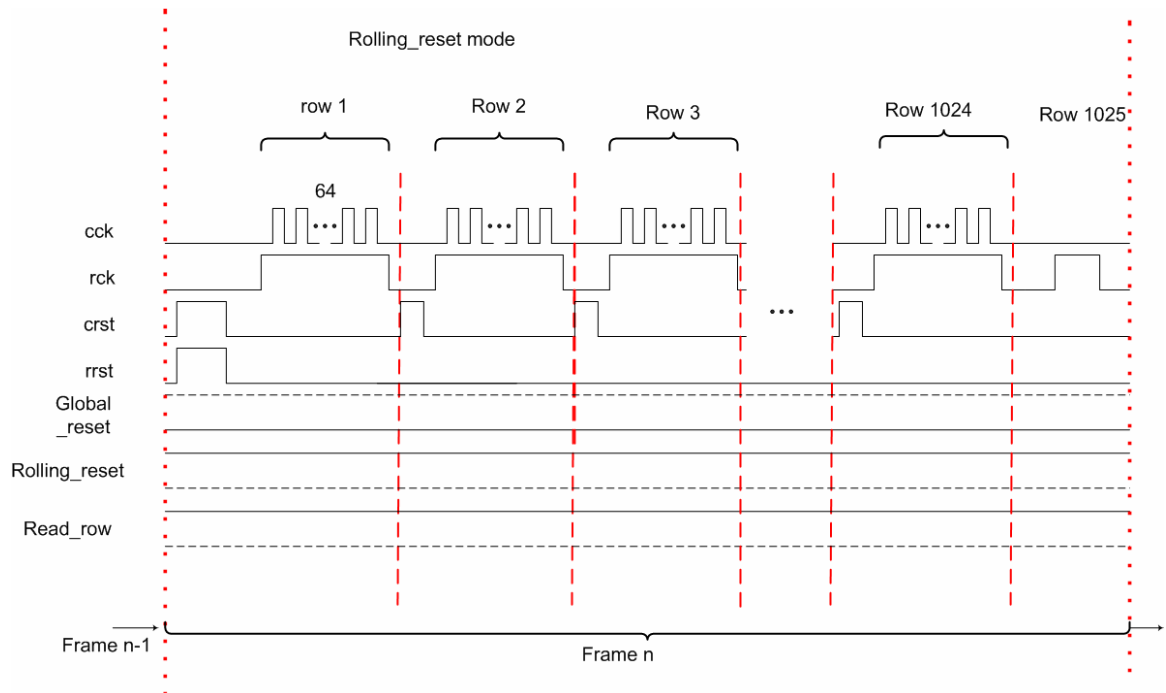 Rolling_reset mode
row 1
Row 2
Row 3
Row 1024
Row 1025
64
cck
rck
crst
rrst
Global
_reset
Rolling_reset
Read_row
Frame n-1
Frame n